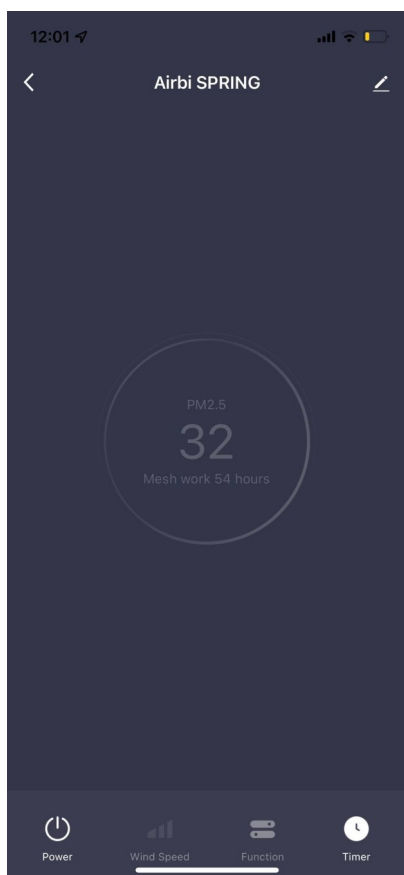 12:01
Airbi SPRING
PM2.5
32
Mesh work 54 hours
Power
Wind Speed
Function
Timer